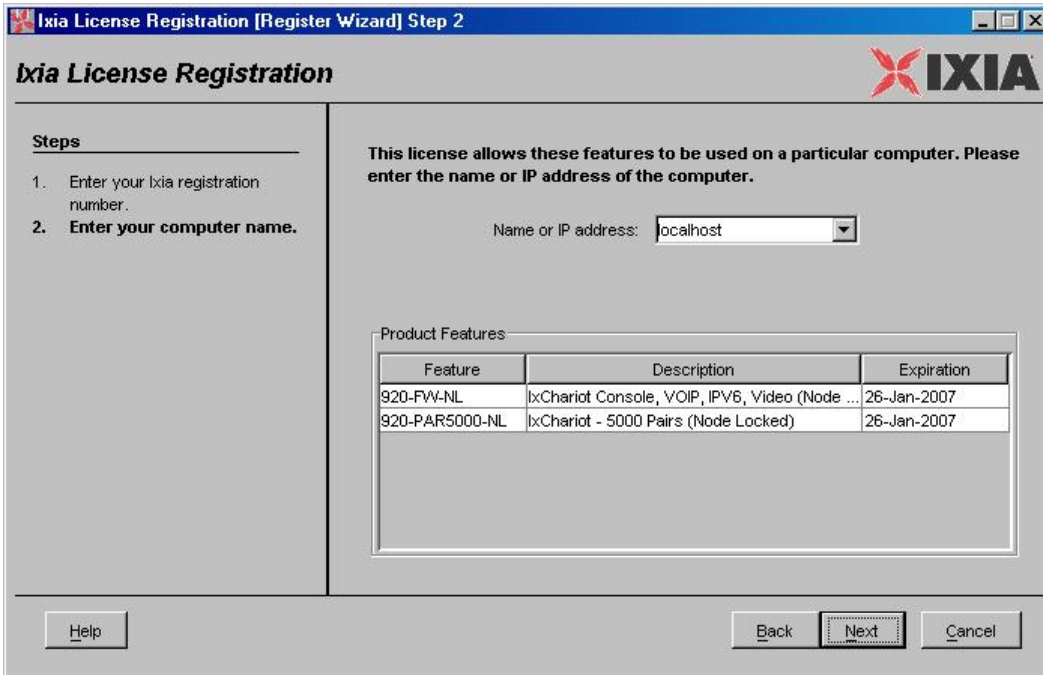 Ixia License Registration [Register Wizard] Step 2
Ixia License Registration
IXIA
Steps
1. Enter your Ixia registration
number.
2. Enter your computer name.
This license allows these features to be used on a particular computer. Please
enter the name or IP address of the computer.
Name or IP address: localhost
Product Features
Feature Description Expiration
920-FW-NL IxChariot Console, VOIP, IPV6, Video (Node ... 26-Jan-2007
920-PAR5000-NL IxChariot - 5000 Pairs (Node Locked) 26-Jan-2007
Help Back Next Cancel